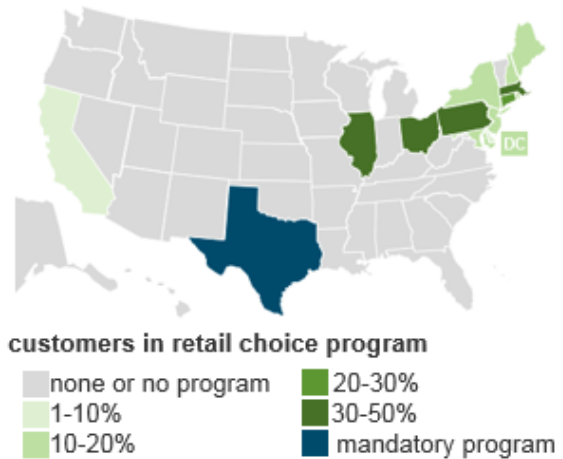 DC
customers in retail choice program
none or no program
1-10%
10-20%
20-30%
30-50%
mandatory program